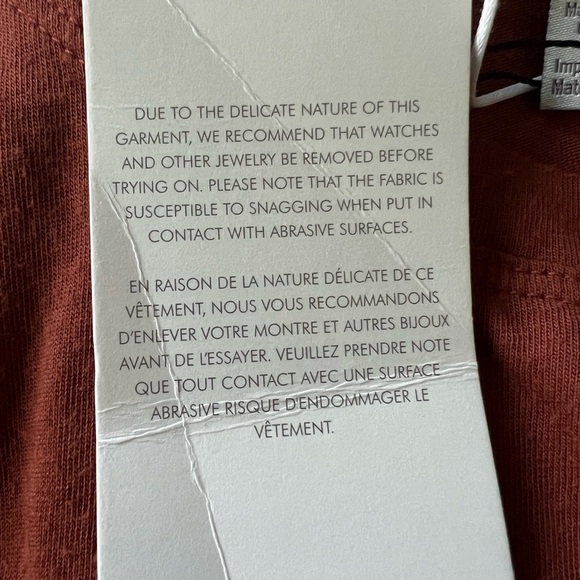 DUE TO THE DELICATE NATURE OF THIS
GARMENT, WE RECOMMEND THAT WATCHES
AND OTHER JEWELRY BE REMOVED BEFORE
TRYING ON. PLEASE NOTE THAT THE FABRIC IS
SUSCEPTIBLE TO SNAGGING WHEN PUT IN
CONTACT WITH ABRASIVE SURFACES.
EN RAISON DE LA NATURE DÉLICATE DE CE
VÊTEMENT, NOUS VOUS RECOMMANDONS
D'ENLEVER VOTRE MONTRE ET AUTRES BIJOUX
AVANT DE L'ESSAYER. VEUILLEZ PRENDRE NOTE
QUE TOUT CONTACT AVEC UNE SURFACE
ABRASIVE RISQUE D'ENDOMMAGER LE
VÊTEMENT.